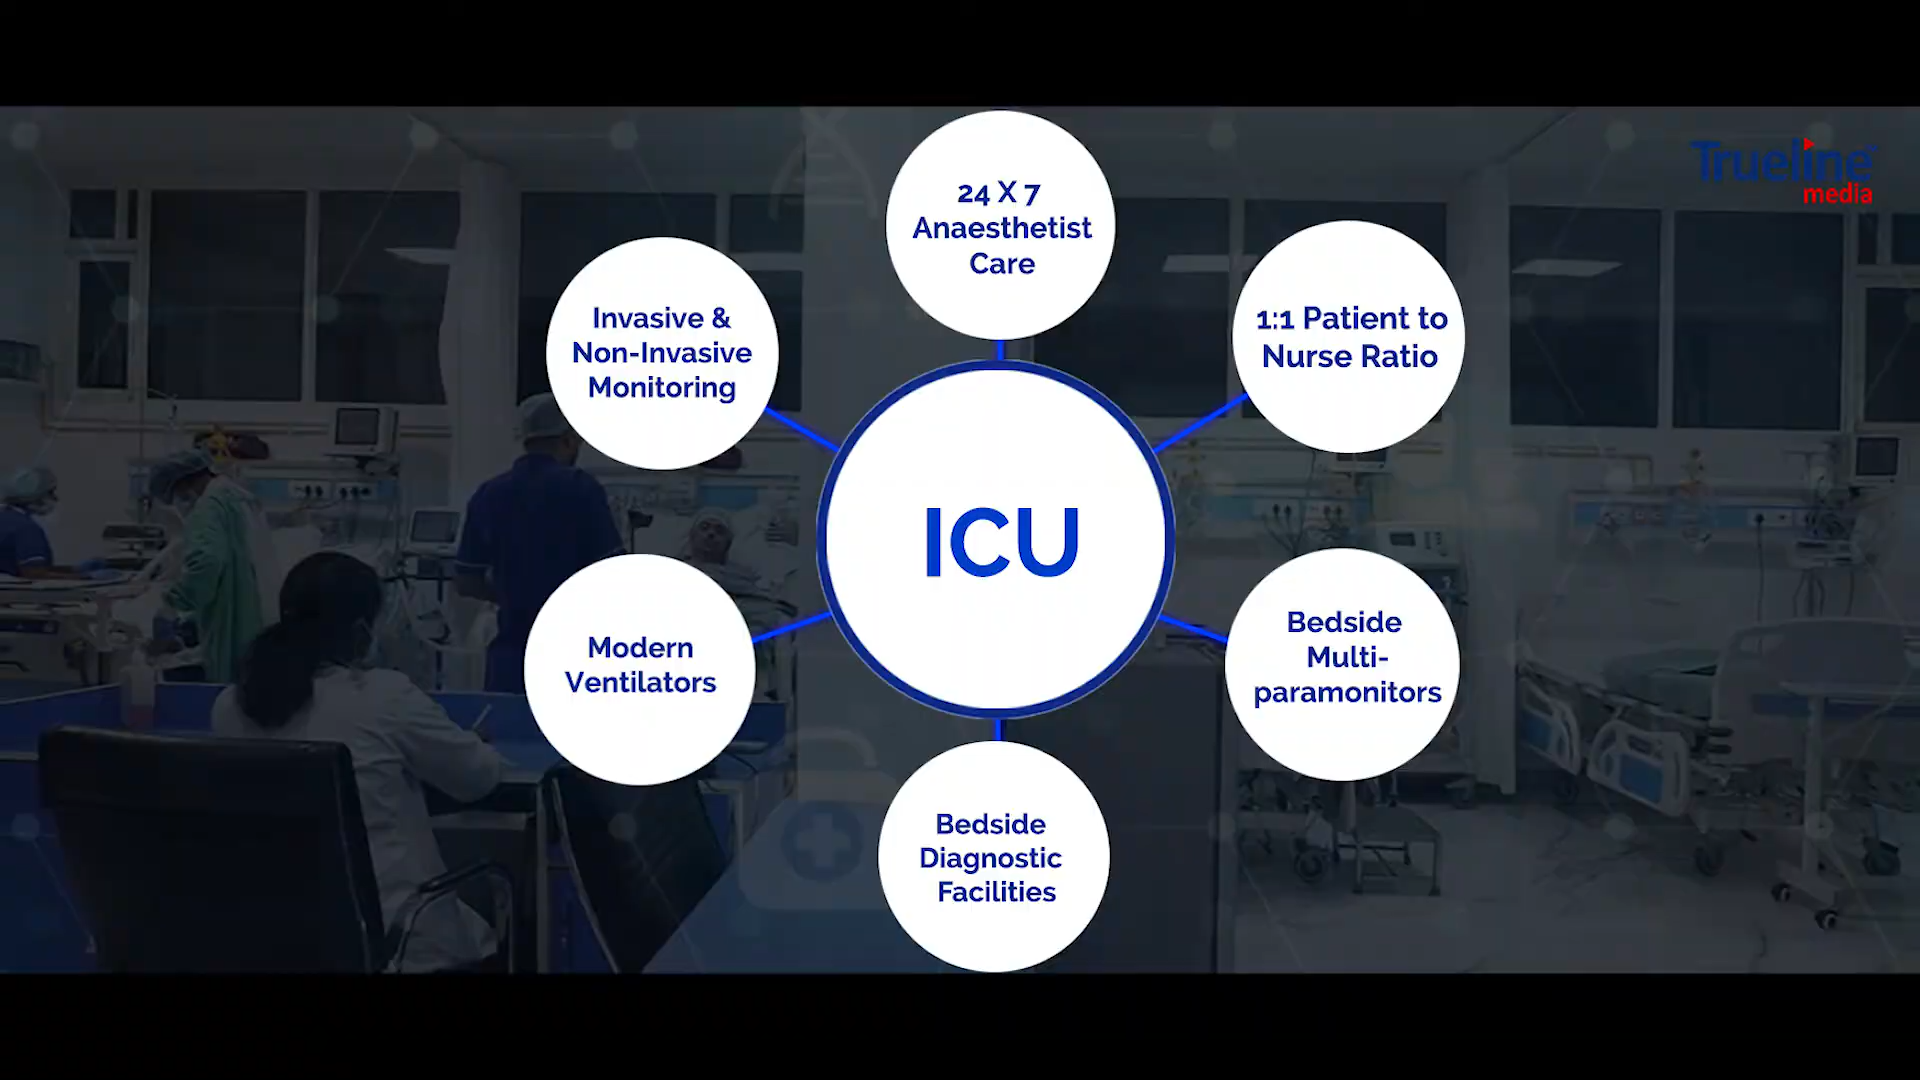 Trueline
media
24 X 7
Anaesthetist
Care
1:1 Patient to
Nurse Ratio
Bedside
Multi-
paramonitors
Bedside
Diagnostic
Facilities
Modern
Ventilators
Invasive &
Non-Invasive
Monitoring
ICU